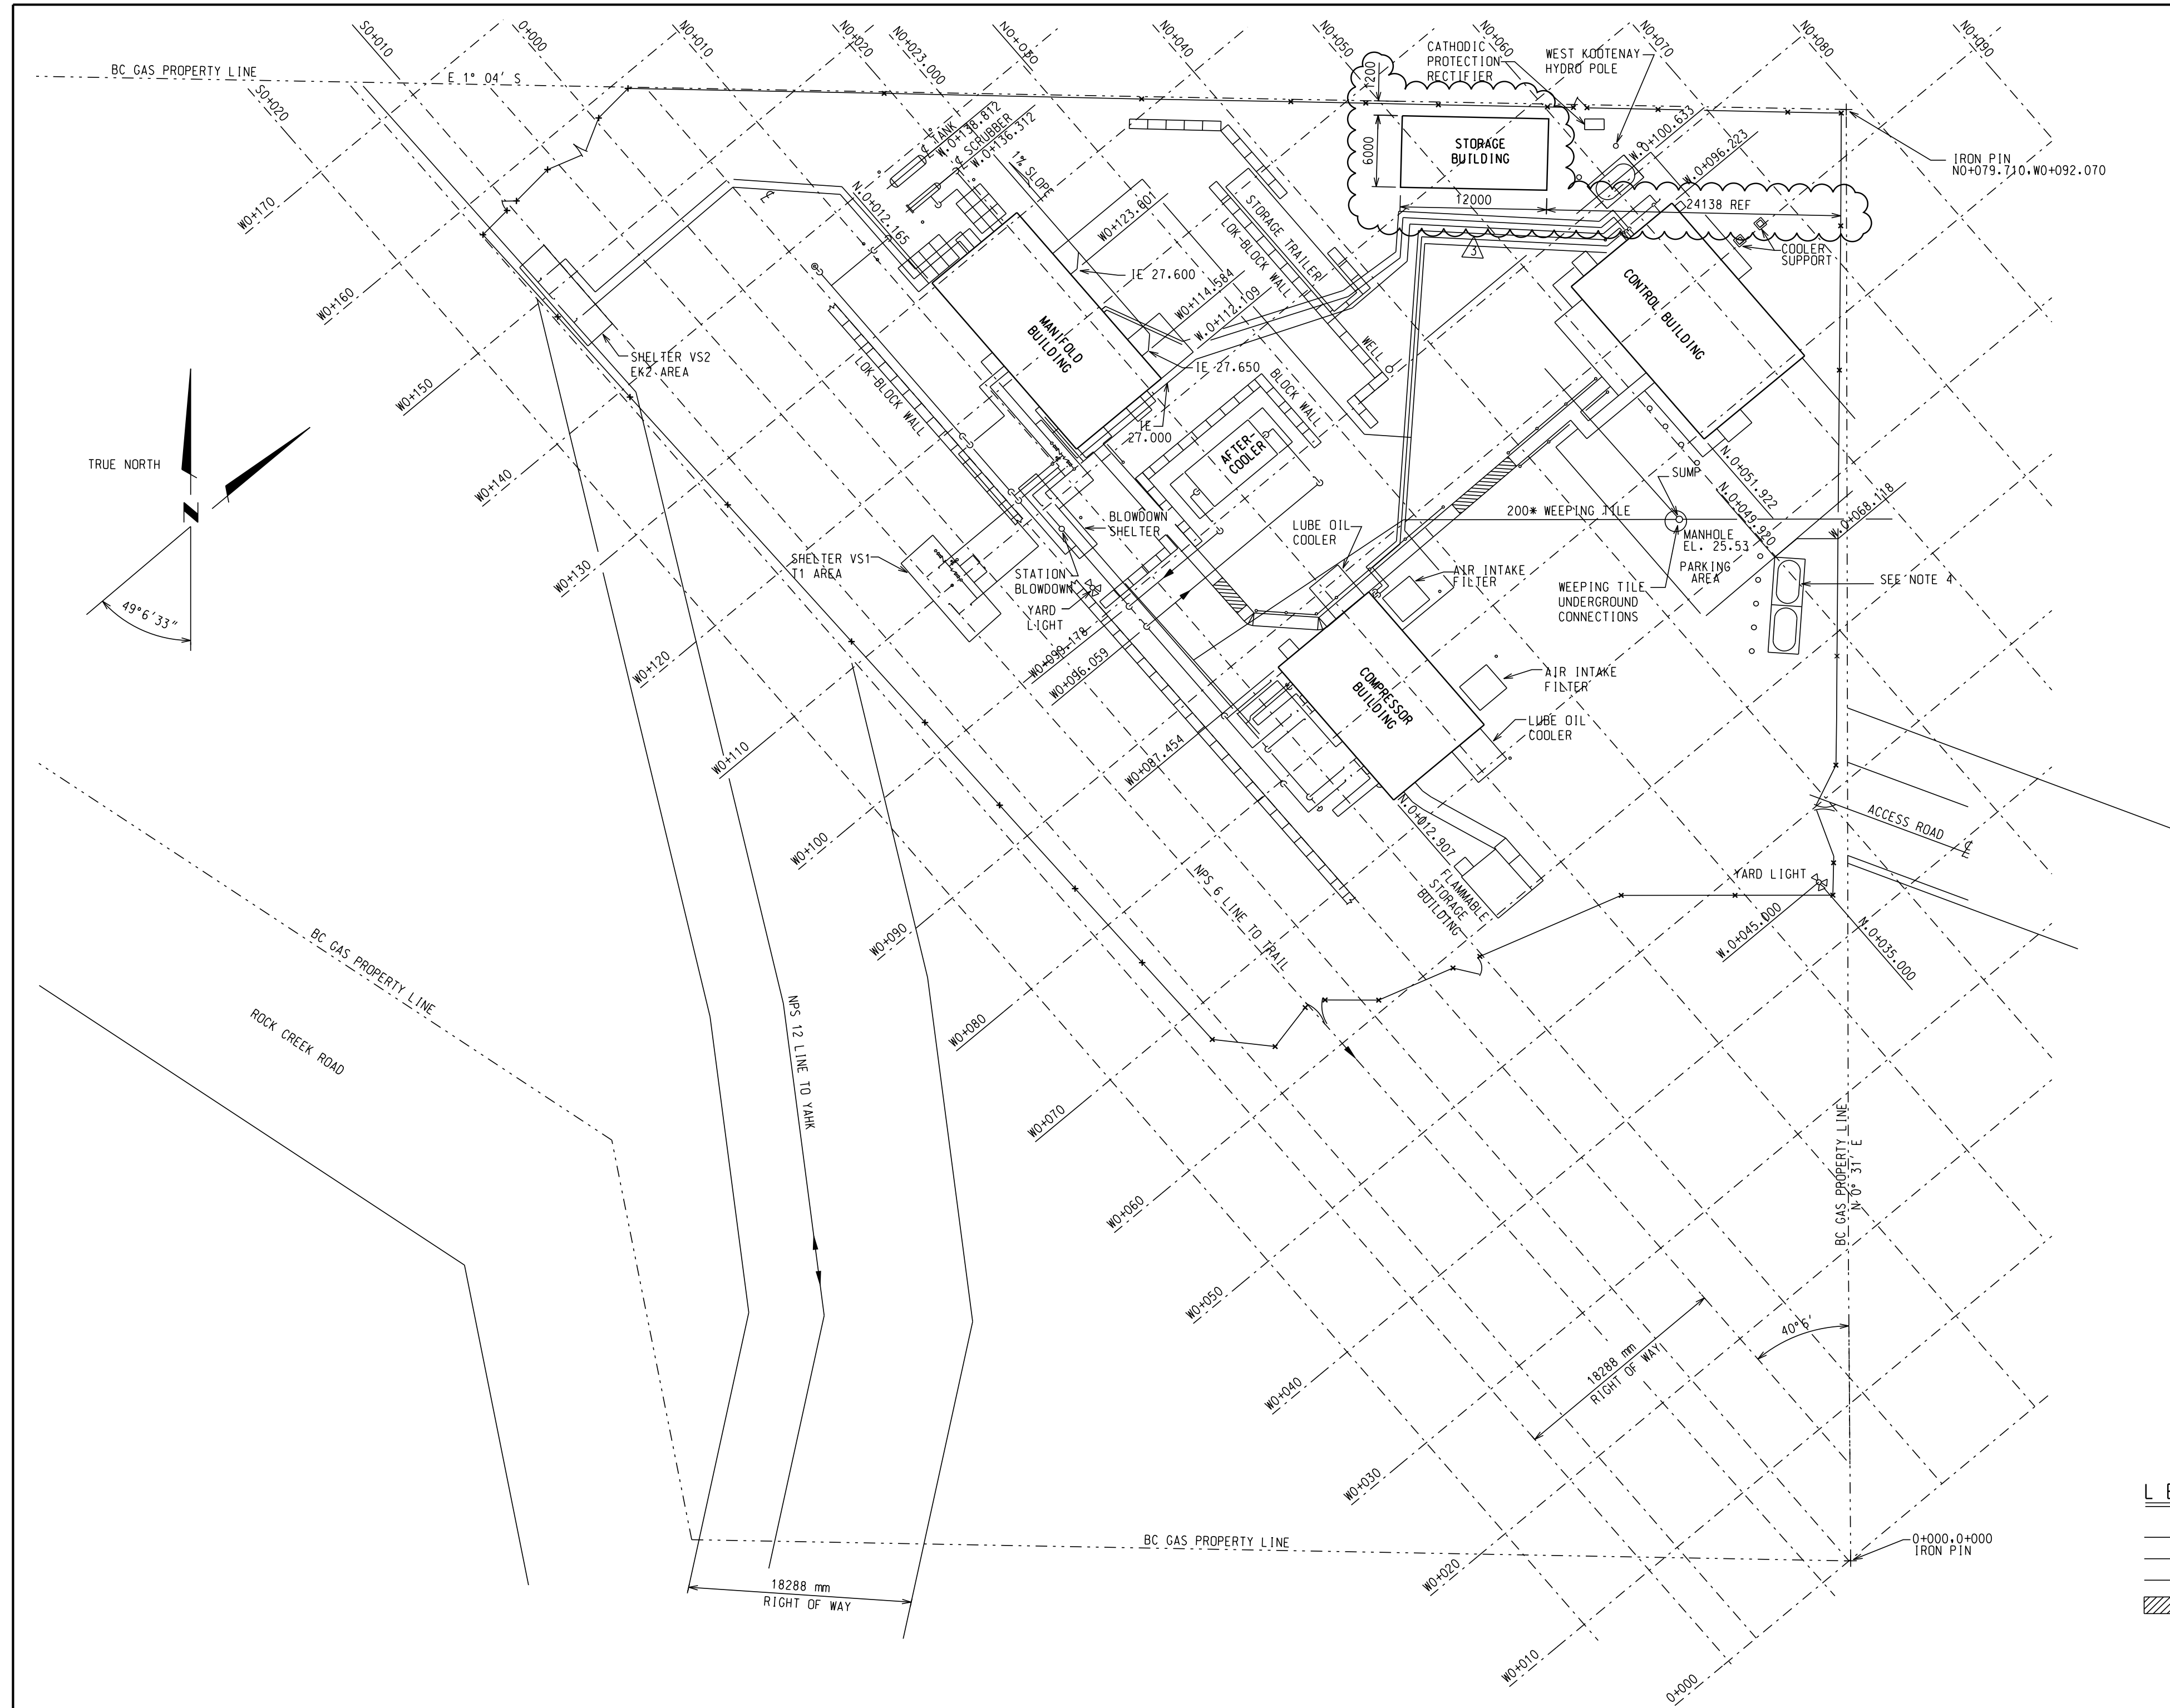 S0+010
0+000
N0+010
N0+020
N0+023.000
N0+030
N0+040
N0+050
N0+060
N0+070
N0+080
N0+090
BC GAS PROPERTY LINE
E 1° 04' S
S0+020
CATHODIC
PROTECTION
RECTIFIER
WEST KOOTENAY
HYDRO POLE
1200
6000
STORAGE
BUILDING
12000
24138 REF
3
W.0+100.633
W.0+096.223
IRON PIN
N0+079.710,W0+092.070
COOLER
SUPPORT
℄ TANK
W.0+138.812
℄ SCRUBBER
W.0+136.312
1% SLOPE
N.0+012.165
℄
W0+123.801
IE 27.600
W0+114.584
W.0+112.109
STORAGE TRAILER
LOK-BLOCK WALL
WELL
CONTROL BUILDING
MANIFOLD
BUILDING
IE 27.650
IE
27.000
BLOCK WALL
AFTER-
COOLER
W0+170
W0+160
W0+150
W0+140
W0+130
W0+120
W0+110
W0+100
W0+090
W0+080
W0+070
W0+060
W0+050
W0+040
W0+030
W0+020
W0+010
0+000
SHELTER VS2
EK2 AREA
LOK-BLOCK WALL
TRUE NORTH
N
49°6'33"
SHELTER VS1
T1 AREA
BLOWDOWN
SHELTER
STATION
BLOWDOWN
YARD
LIGHT
W0+099.178
W0+096.059
W0+087.454
LUBE OIL
COOLER
200* WEEPING TILE
AIR INTAKE
FILTER
SUMP
MANHOLE
EL. 25.53
PARKING
AREA
WEEPING TILE
UNDERGROUND
CONNECTIONS
N.0+051.922
N.0+049.920
W.0+068.118
SEE NOTE 4
COMPRESSOR
BUILDING
AIR INTAKE
FILTER
LUBE OIL
COOLER
N.0+012.907
FLAMMABLE
STORAGE
BUILDING
NPS 6 LINE TO TRAIL
ACCESS ROAD
℄
YARD LIGHT
W.0+045.000
N.0+035.000
BC GAS PROPERTY LINE
ROCK CREEK ROAD
NPS 12 LINE TO YAHK
BC GAS PROPERTY LINE
N 0° 31' E
40°6'
18288 mm
RIGHT OF WAY
BC GAS PROPERTY LINE
0+000,0+000
IRON PIN
18288 mm
RIGHT OF WAY
L